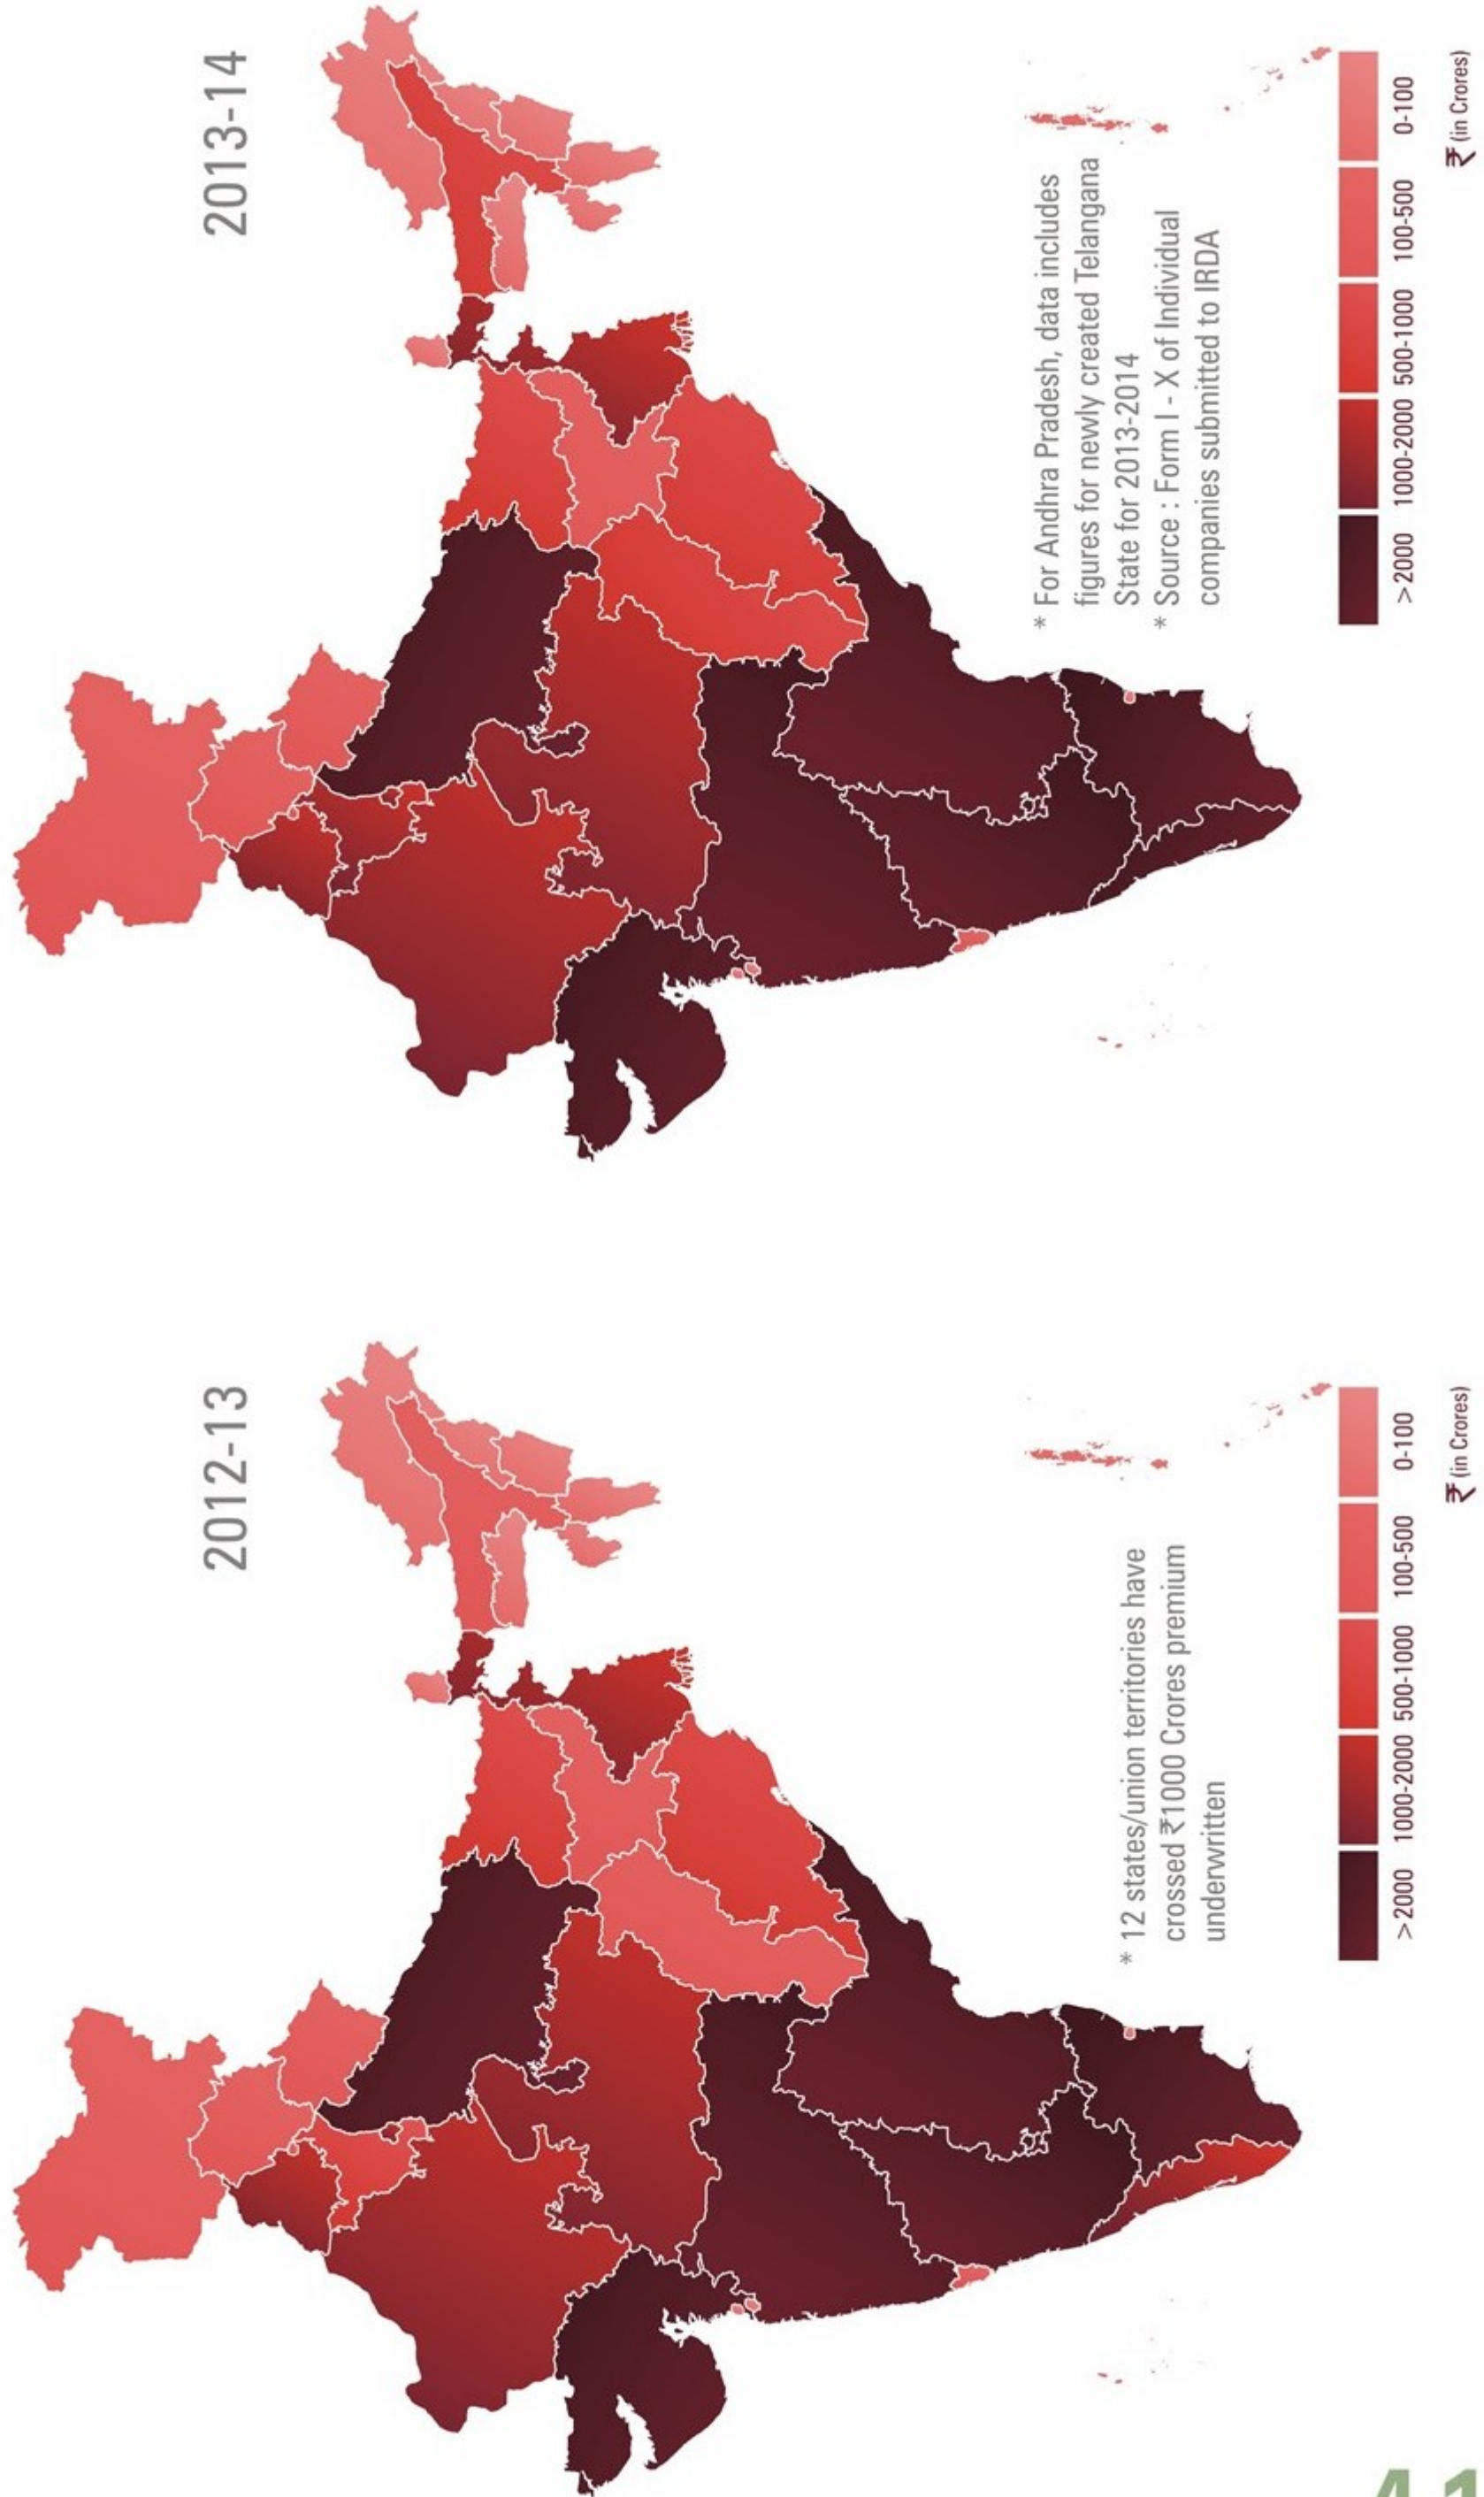 2012-13
* 12 states/union territories have
crossed ₹1000 Crores premium
underwritten
>2000 1000-2000 500-1000 100-500 0-100
₹ (in Crores)
2013-14
* For Andhra Pradesh, data includes
figures for newly created Telangana
State for 2013-2014
* Source : Form I - X of Individual
companies submitted to IRDA
>2000 1000-2000 500-1000 100-500 0-100
₹ (in Crores)
41